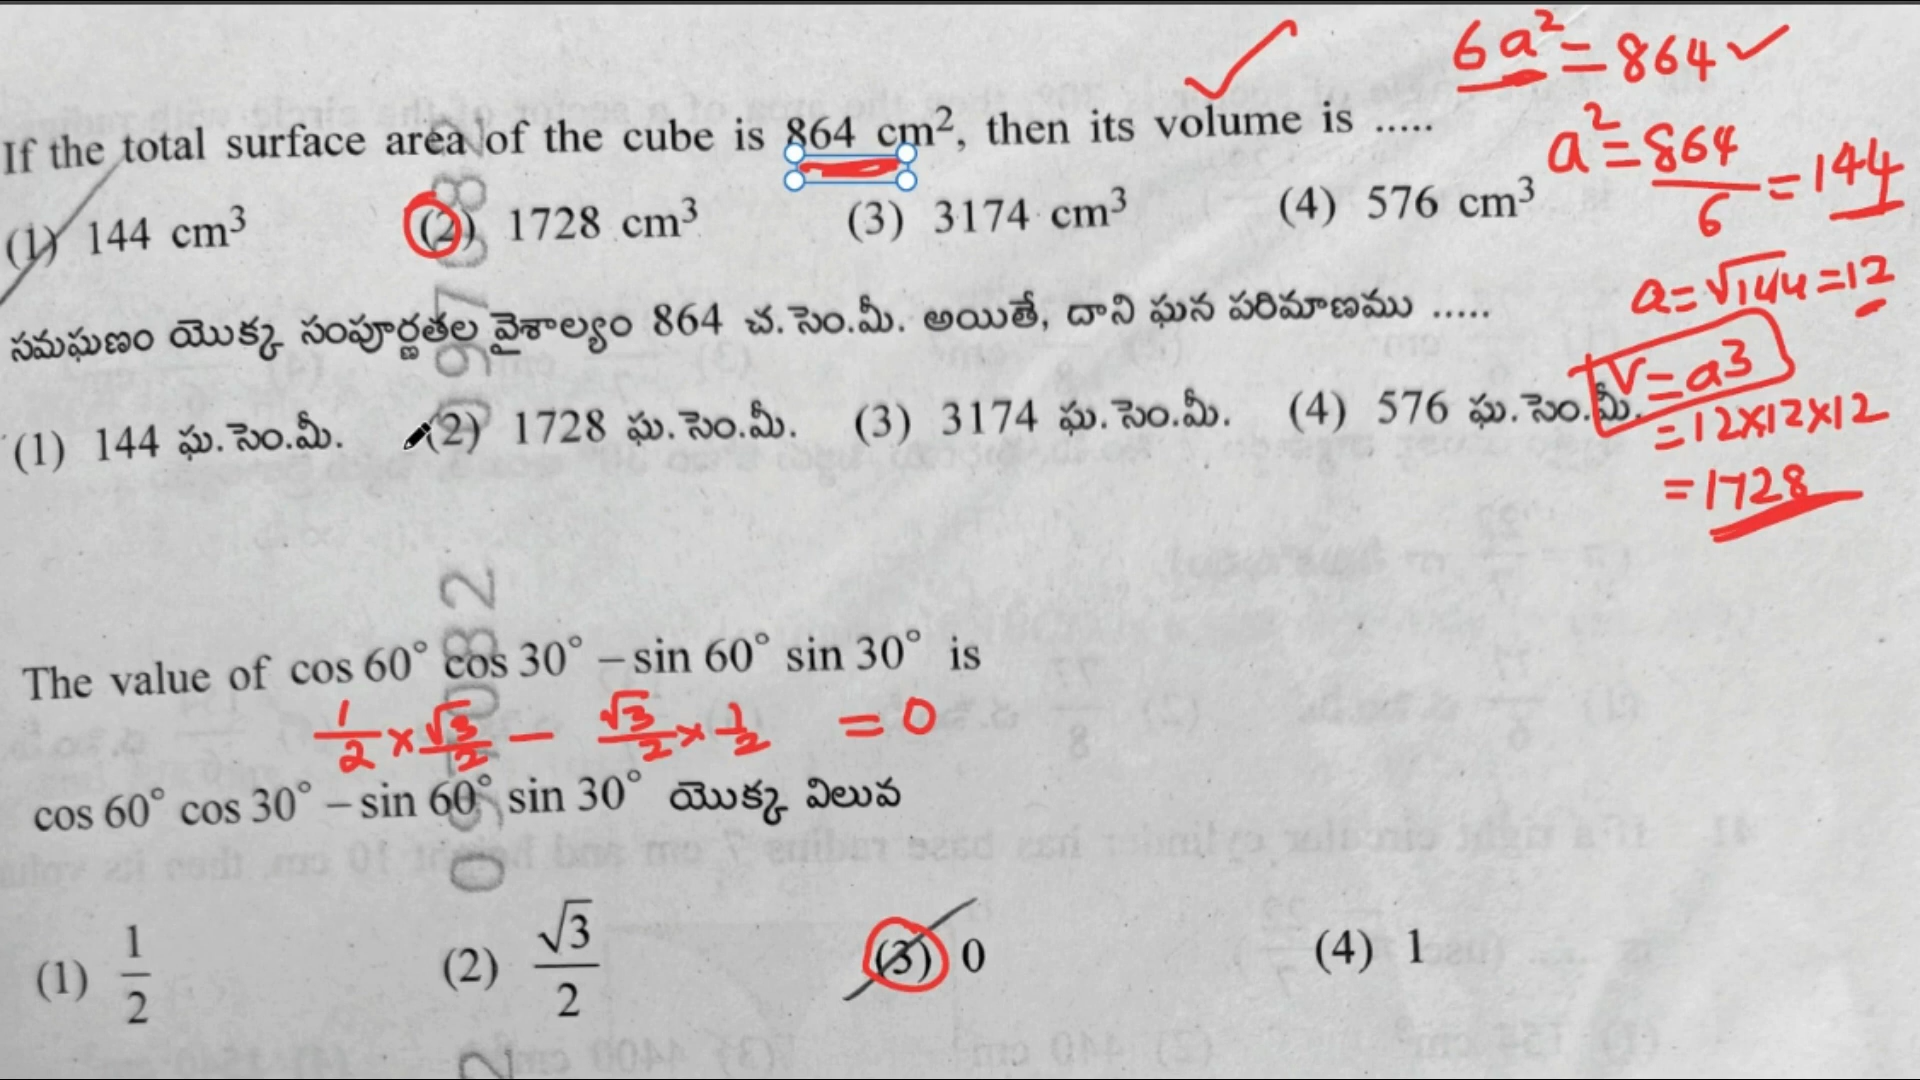 If the total surface area of the cube is 864 cm², then its volume is .....
(1) 144 cm³ (2) 1728 cm³ (3) 3174 cm³ (4) 576 cm³
సమఘణం యొక్క సంపూర్ణతల వైశాల్యం 864 చ.సెం.మీ. అయితే, దాని ఘన పరిమాణము .....
(1) 144 ఘ.సెం.మీ. (2) 1728 ఘ.సెం.మీ. (3) 3174 ఘ.సెం.మీ. (4) 576 ఘ.సెం.మీ.
6a² = 864
a² = 864/6 = 144
a = √144 = 12
V = a3
= 12×12×12
= 1728
The value of cos 60° cos 30° – sin 60° sin 30° is
1/2 × √3/2 – √3/2 × 1/2 = 0
cos 60° cos 30° – sin 60° sin 30° యొక్క విలువ
(1) 1/2 (2) √3/2 (3) 0 (4) 1